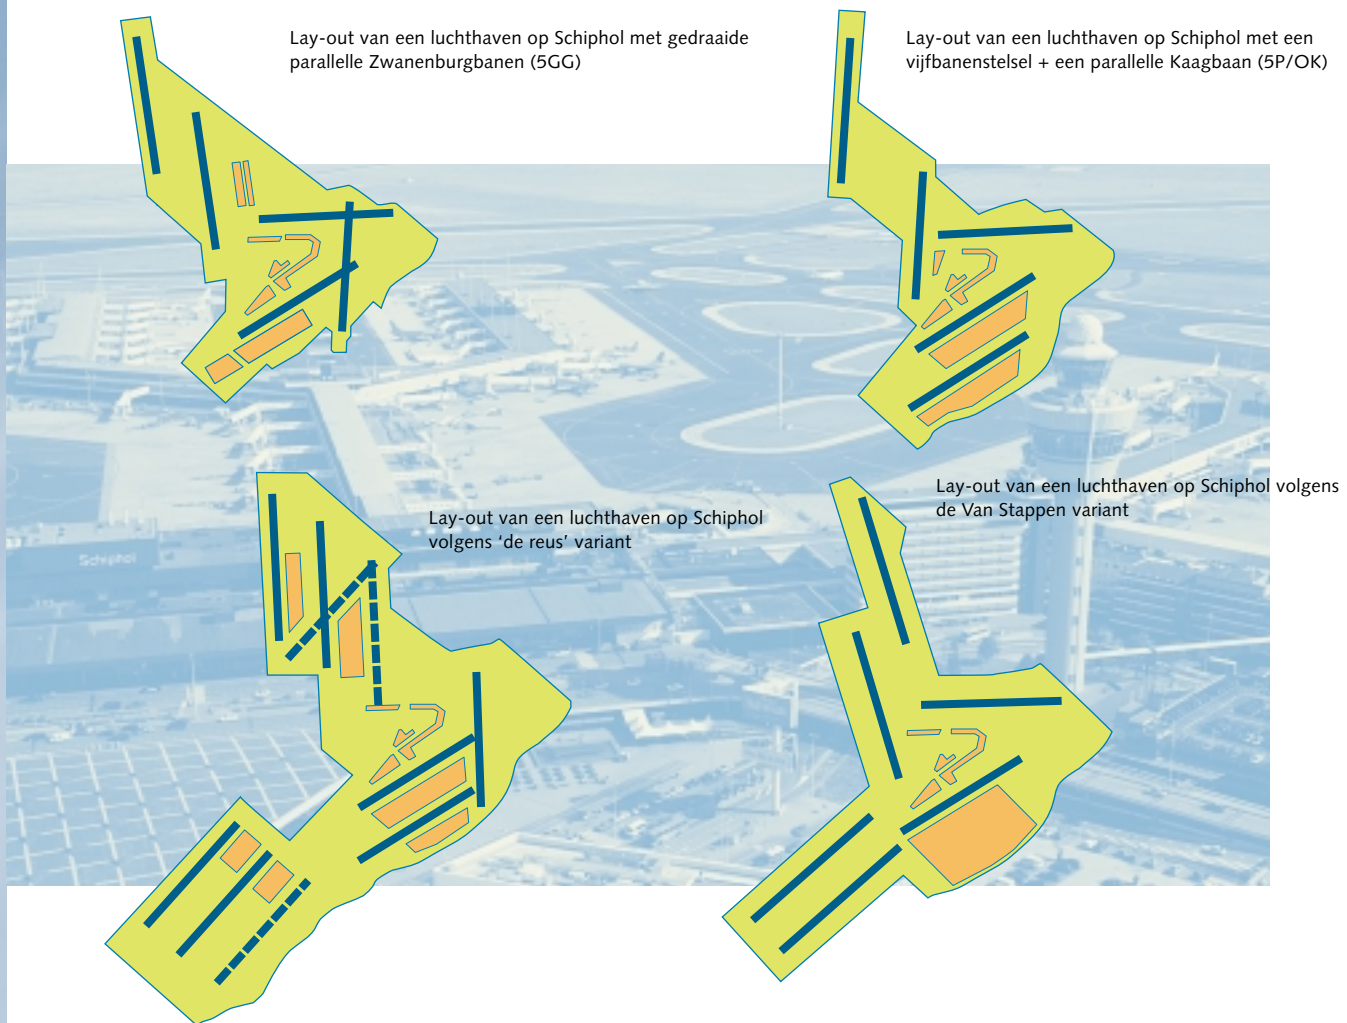 Lay-out van een luchthaven op Schiphol met gedraaide
parallelle Zwanenburgbanen (5GG)
Lay-out van een luchthaven op Schiphol met een
vijfbanenstelsel + een parallelle Kaagbaan (5P/OK)
Lay-out van een luchthaven op Schiphol
volgens ‘de reus’ variant
Lay-out van een luchthaven op Schiphol volgens
de Van Stappen variant
Schiphol